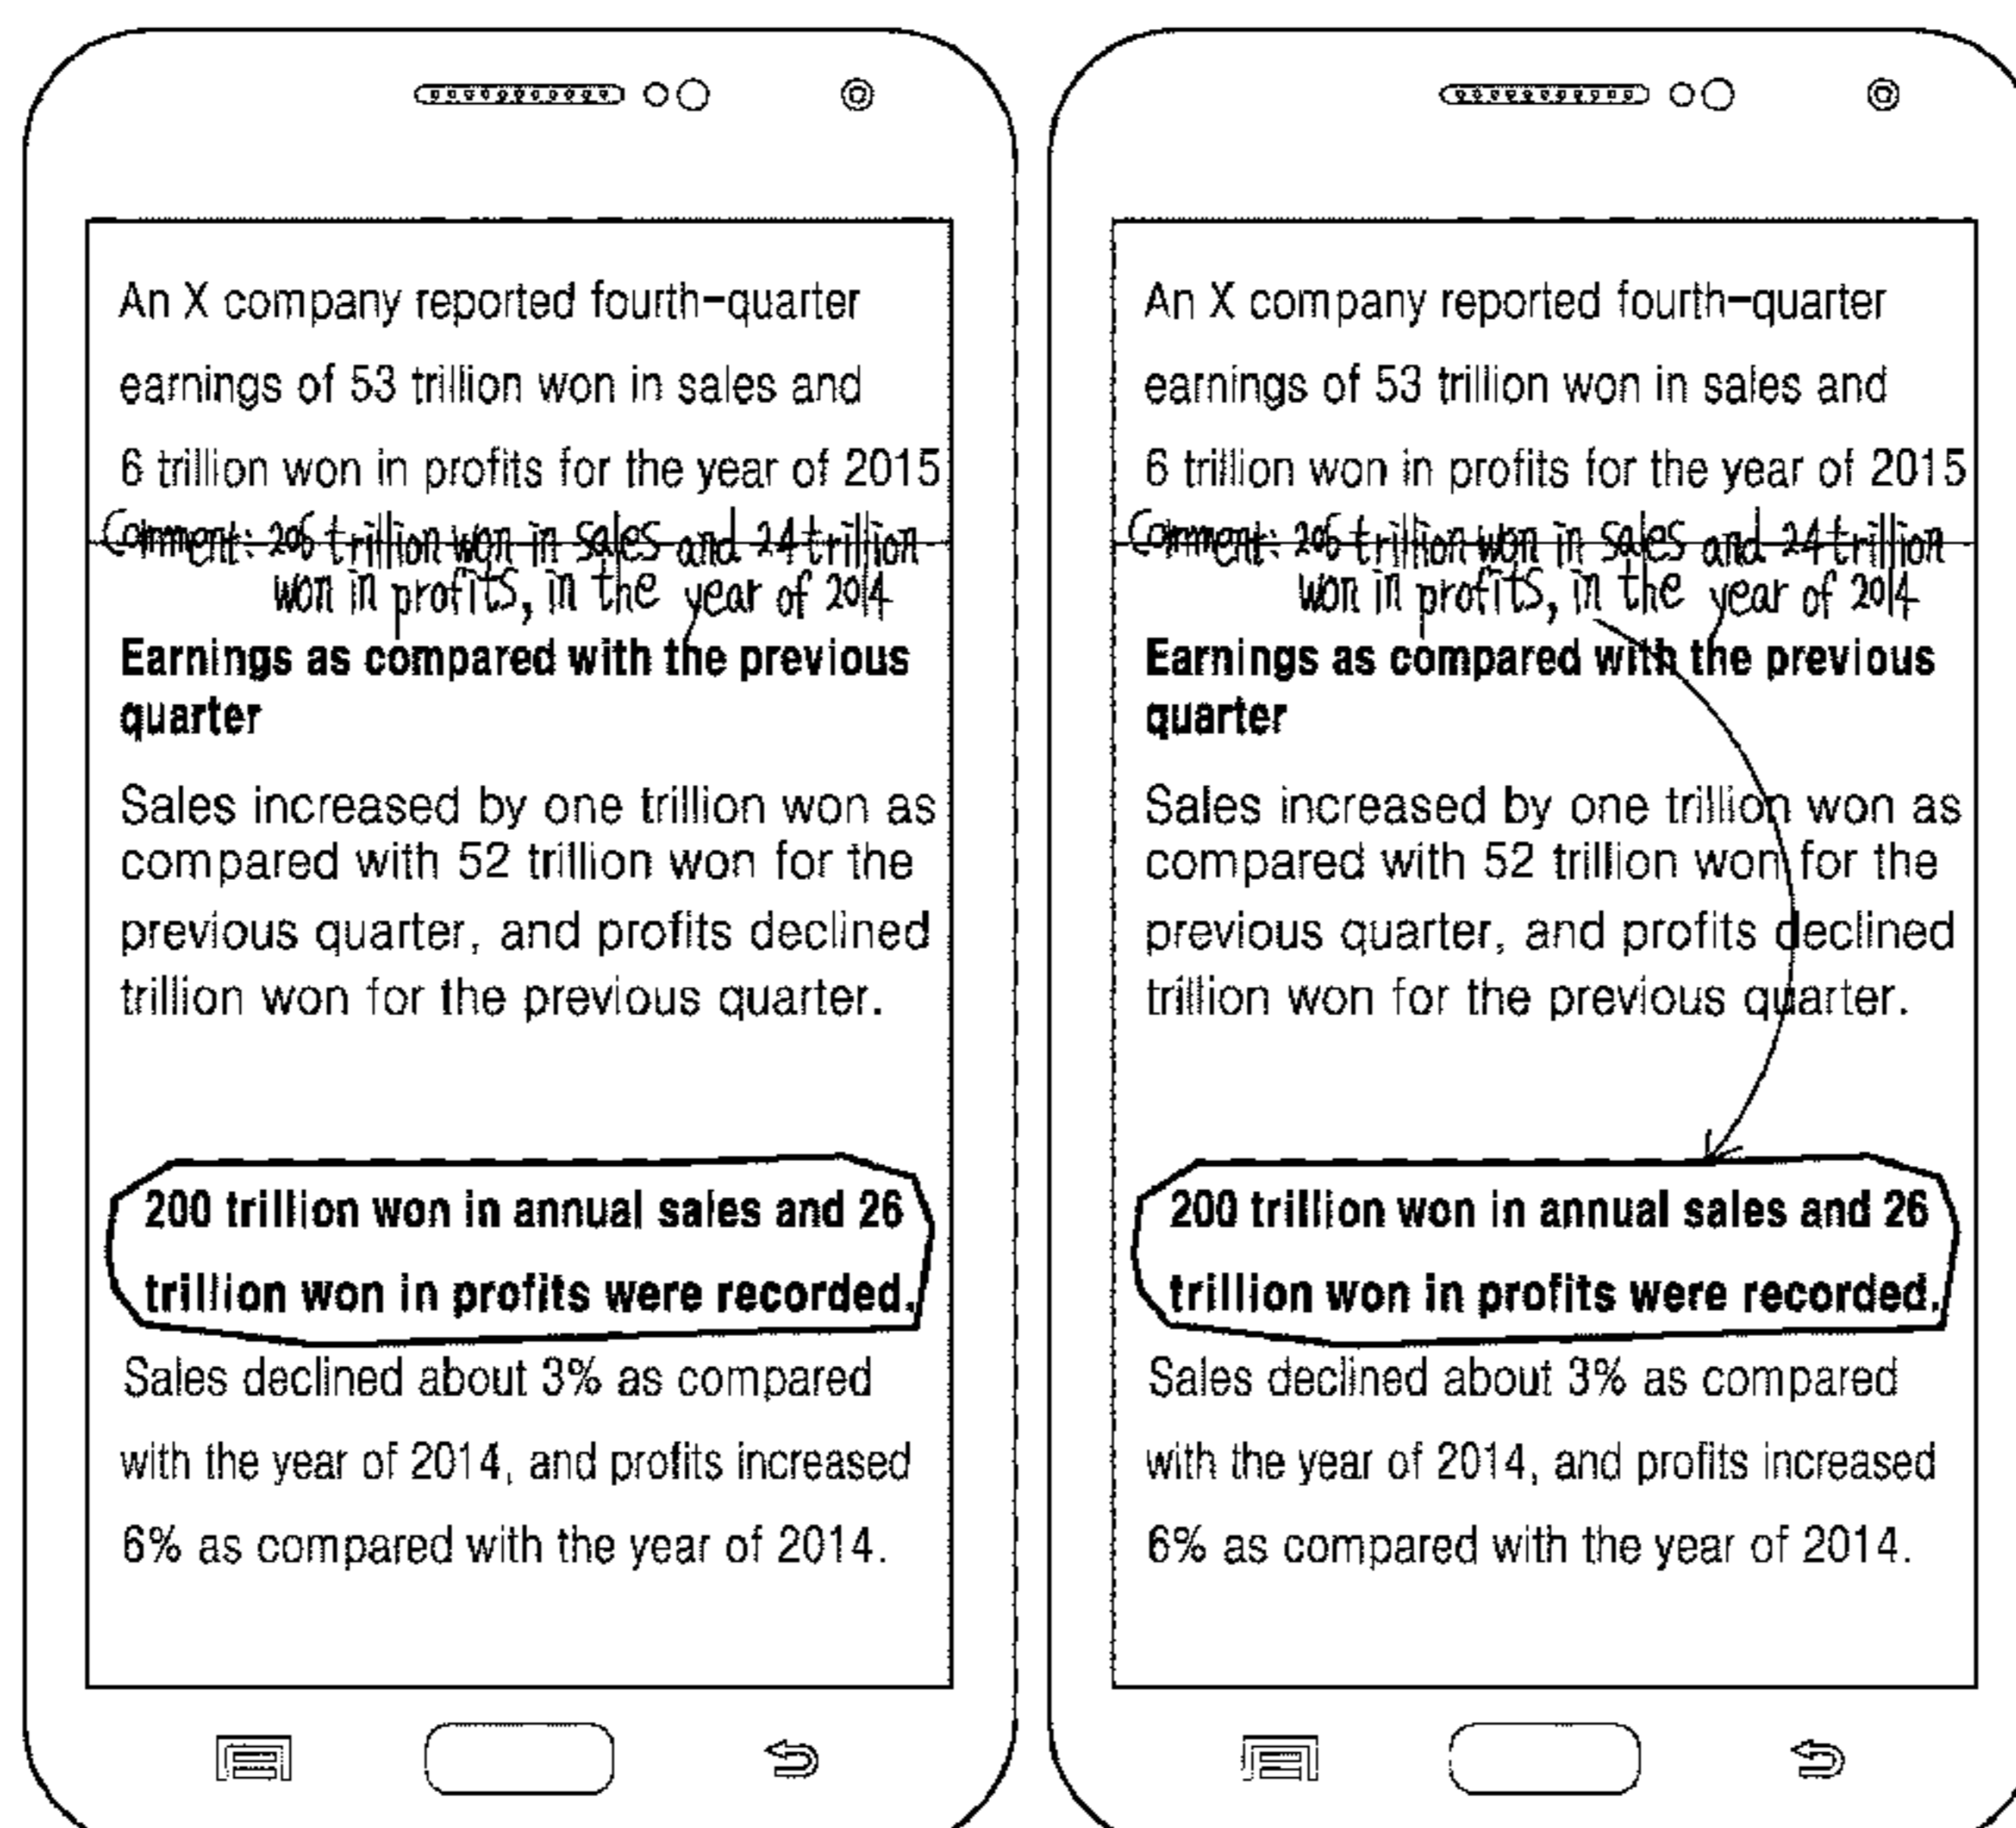 An X company reported fourth-quarter
earnings of 53 trillion won in sales and
6 trillion won in profits for the year of 2015
Comment: 206 trillion won in sales and 24 trillion
won in profits, in the year of 2014
Earnings as compared with the previous
quarter
Sales increased by one trillion won as
compared with 52 trillion won for the
previous quarter, and profits declined
trillion won for the previous quarter.
200 trillion won in annual sales and 26
trillion won in profits were recorded.
Sales declined about 3% as compared
with the year of 2014, and profits increased
6% as compared with the year of 2014.
An X company reported fourth-quarter
earnings of 53 trillion won in sales and
6 trillion won in profits for the year of 2015
Comment: 206 trillion won in sales and 24 trillion
won in profits, in the year of 2014
Earnings as compared with the previous
quarter
Sales increased by one trillion won as
compared with 52 trillion won for the
previous quarter, and profits declined
trillion won for the previous quarter.
200 trillion won in annual sales and 26
trillion won in profits were recorded.
Sales declined about 3% as compared
with the year of 2014, and profits increased
6% as compared with the year of 2014.